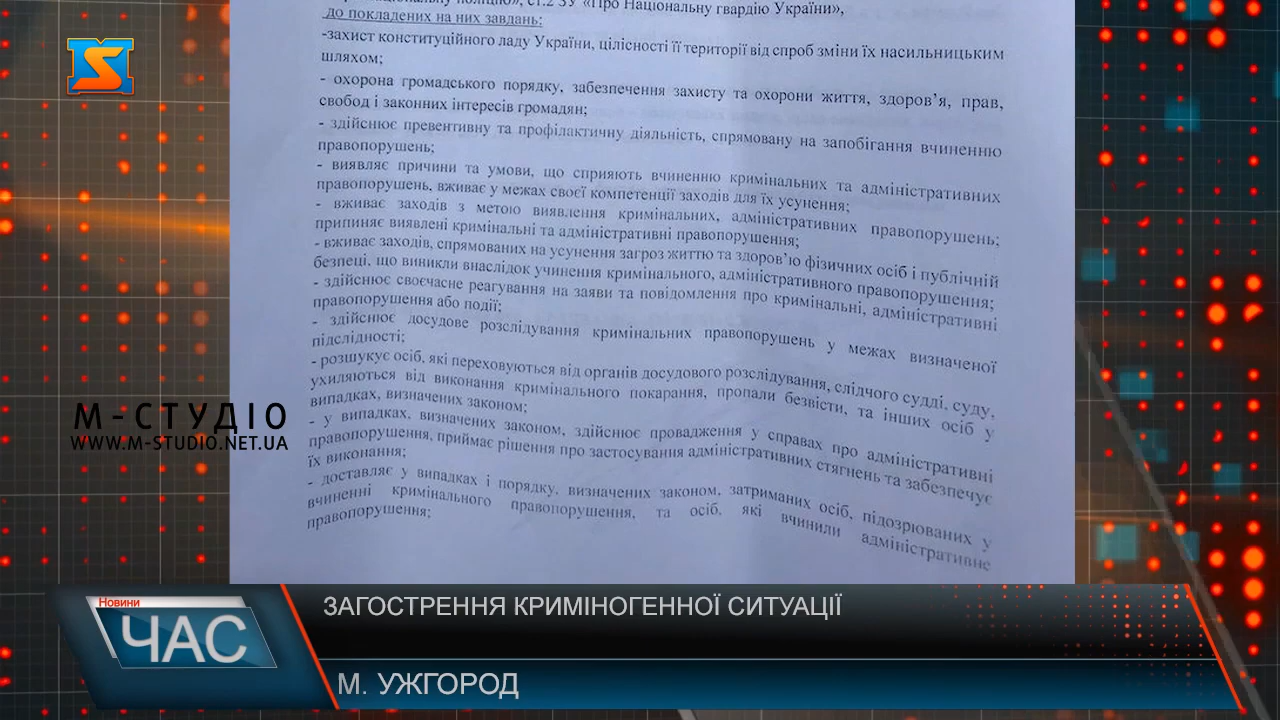 поліцію», ст.2 ЗУ «Про Національну гвардію України»,
до покладених на них завдань:
-захист конституційного ладу України, цілісності її території від спроб зміни їх насильницьким
шляхом;
- охорона громадського порядку, забезпечення захисту та охорони життя, здоров’я, прав,
свобод і законних інтересів громадян;
- здійснює превентивну та профілактичну діяльність, спрямовану на запобігання вчиненню
правопорушень;
- виявляє причини та умови, що сприяють вчиненню кримінальних та адміністративних
правопорушень, вживає у межах своєї компетенції заходів для їх усунення;
- вживає заходів з метою виявлення кримінальних, адміністративних правопорушень;
припиняє виявлені кримінальні та адміністративні правопорушення;
- вживає заходів, спрямованих на усунення загроз життю та здоров’ю фізичних осіб і публічній
безпеці, що виникли внаслідок учинення кримінального, адміністративного правопорушення;
- здійснює своєчасне реагування на заяви та повідомлення про кримінальні, адміністративні
правопорушення або події;
- здійснює досудове розслідування кримінальних правопорушень у межах визначеної
підслідності;
- розшукує осіб, які переховуються від органів досудового розслідування, слідчого судді, суду,
ухиляються від виконання кримінального покарання, пропали безвісти, та інших осіб у
випадках, визначених законом;
- у випадках, визначених законом, здійснює провадження у справах про адміністративні
правопорушення, приймає рішення про застосування адміністративних стягнень та забезпечує
їх виконання;
- доставляє у випадках і порядку, визначених законом, затриманих осіб, підозрюваних у
вчиненні кримінального правопорушення, та осіб, які вчинили адміністративне
правопорушення;
М-СТУДІО
WWW.M-STUDIO.NET.UA
Новини
ЧАС
ЗАГОСТРЕННЯ КРИМІНОГЕННОЇ СИТУАЦІЇ
М. УЖГОРОД